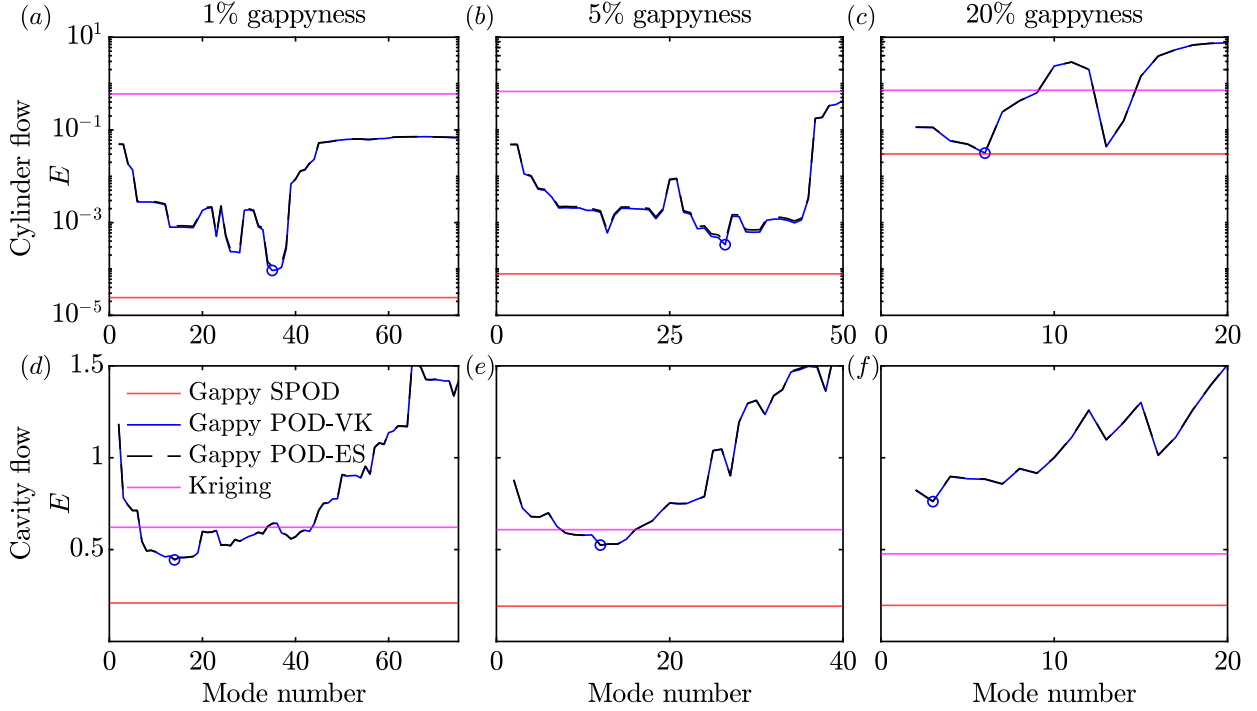 (a) 1% gappyness (b) 5% gappyness (c) 20% gappyness
10^1
10^-1
10^-3
10^-5
Cylinder flow
E
0 20 40 60
0 25 50
0 10 20
(d) (e) (f)
1.5
1
0.5
0
Cavity flow
E
Gappy SPOD
Gappy POD-VK
Gappy POD-ES
Kriging
0 20 40 60
0 20 40
0 10 20
Mode number Mode number Mode number